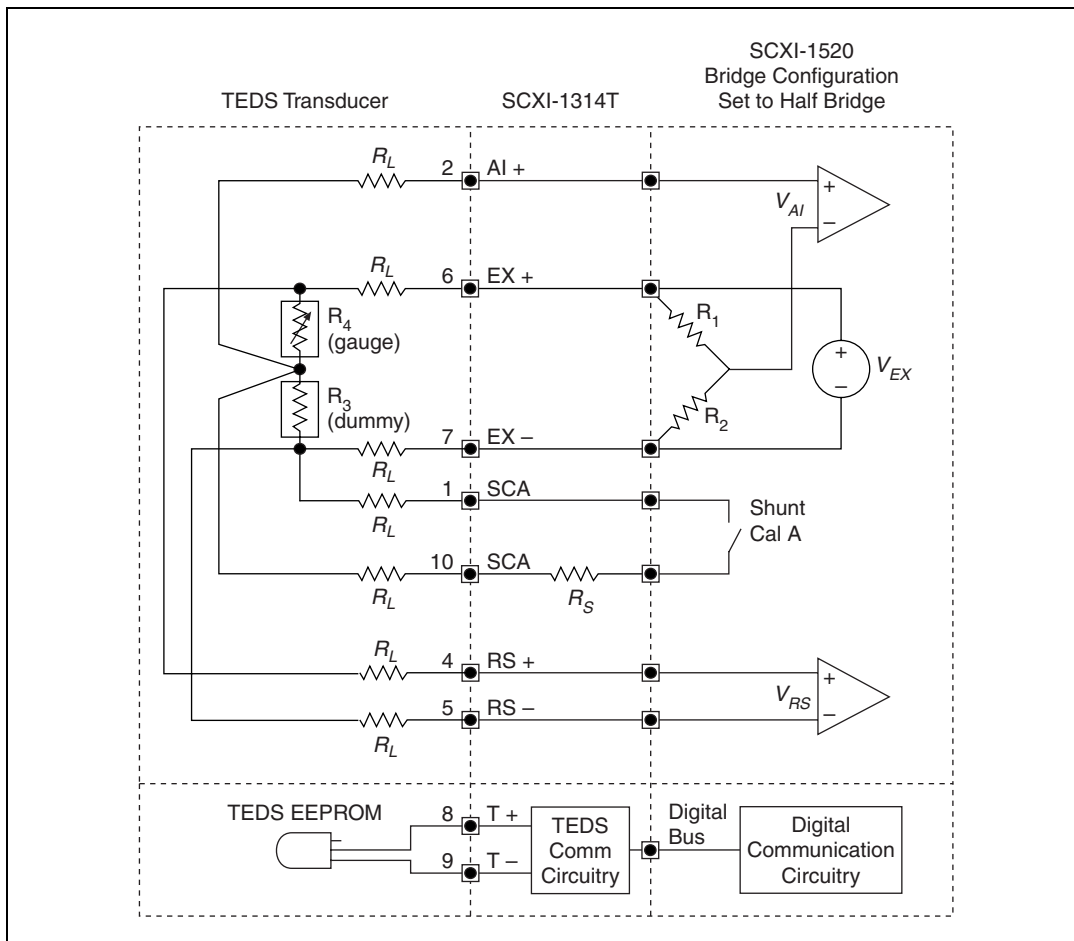 TEDS Transducer
SCXI-1314T
SCXI-1520
Bridge Configuration
Set to Half Bridge
R_L
2
AI +
V_AI
+
–
R_L
6
EX +
R_4
(gauge)
R_1
+
–
V_EX
R_3
(dummy)
R_2
7
EX –
R_L
1
SCA
R_L
Shunt
Cal A
10
SCA
R_L
R_S
R_L
4
RS +
+
V_RS
5
RS –
–
R_L
TEDS EEPROM
–
8
T +
9
T –
TEDS
Comm
Circuitry
Digital
Bus
Digital
Communication
Circuitry